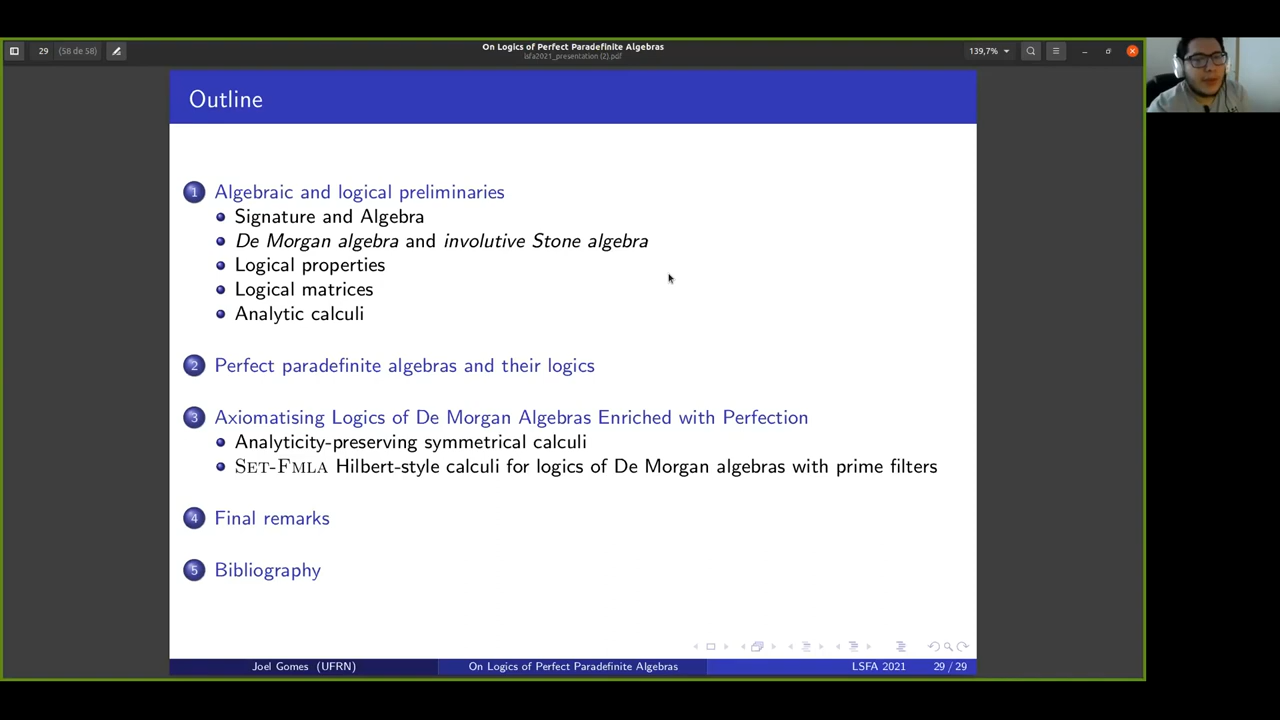 29 (58 de 58)
On Logics of Perfect Paradefinite Algebras
lsfa2021_presentation (2).pdf
139,7%
Outline
1 Algebraic and logical preliminaries
Signature and Algebra
De Morgan algebra and involutive Stone algebra
Logical properties
Logical matrices
Analytic calculi
2 Perfect paradefinite algebras and their logics
3 Axiomatising Logics of De Morgan Algebras Enriched with Perfection
Analyticity-preserving symmetrical calculi
SET-FMLA Hilbert-style calculi for logics of De Morgan algebras with prime filters
4 Final remarks
5 Bibliography
Joel Gomes (UFRN) On Logics of Perfect Paradefinite Algebras LSFA 2021 29 / 29